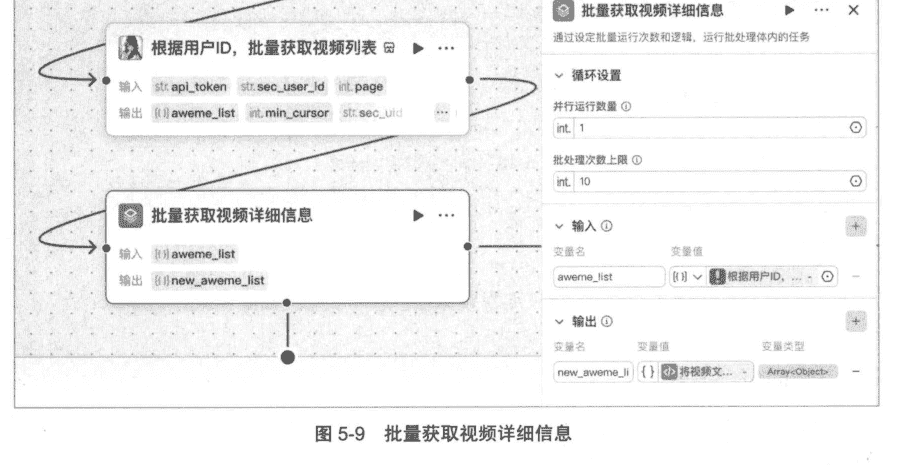 根据用户ID，批量获取视频列表
输入 str.api_token str.sec_user_id int.page
输出 [{}]aweme_list int.min_cursor str.sec_uid ...
批量获取视频详细信息
输入 [{}]aweme_list
输出 [{}]new_aweme_list
批量获取视频详细信息
通过设定批量运行次数和逻辑，运行批处理体内的任务
循环设置
并行运行数量
int. 1
批处理次数上限
int. 10
输入
变量名 变量值
aweme_list [{}] 根据用户ID、...
输出
变量名 变量值 变量类型
new_aweme_li { } 将视频文... Array<Object>
图 5-9 批量获取视频详细信息